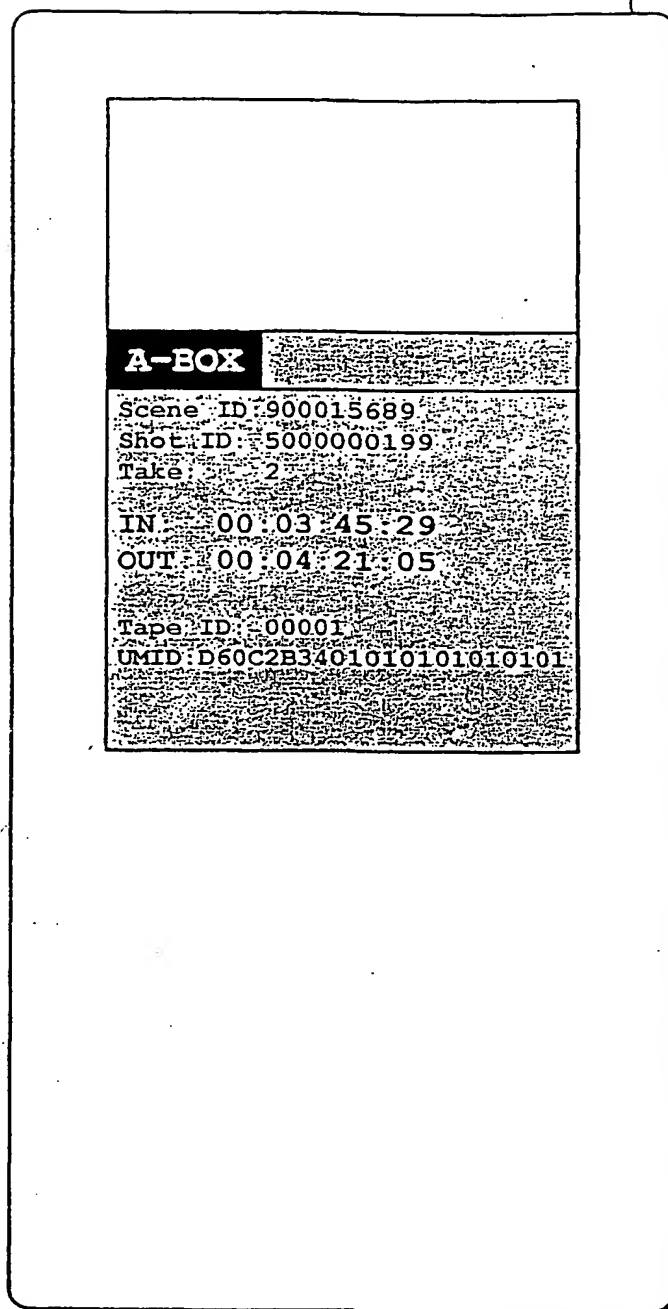 A-BOX
Scene ID:900015689
Shot ID: 5000000199
Take 2
IN: 00:03:45:29
OUT: 00:04:21:05
Tape ID: 00001
UMID:D60C2B3401010101010101